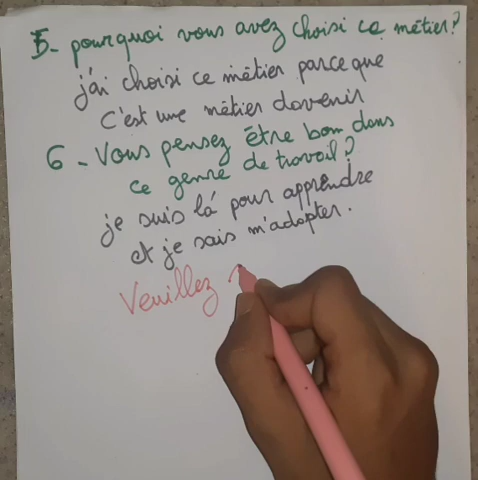 5- pourquoi vous avez choisi ce métier?
j'ai choisi ce métier parce que
c'est une métier davenir
6 - Vous pensez être bon dans
ce genre de travail?
je suis là pour apprendre
et je sais m'adapter.
Veuillez